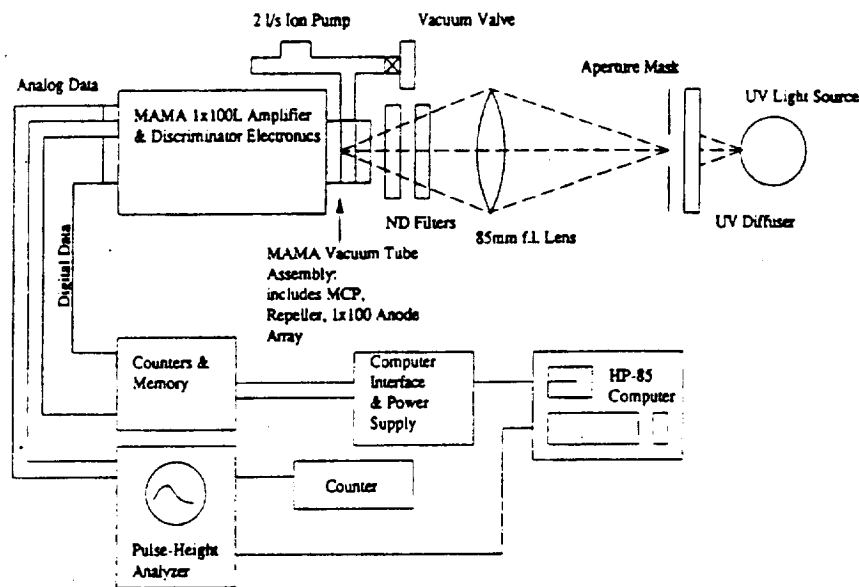 2 l/s Ion Pump
Vacuum Valve
Analog Data
Aperture Mask
MAMA 1x100L Amplifier
& Discriminator Electronics
UV Light Source
ND Filters
85mm f.l. Lens
UV Diffuser
Digital Data
MAMA Vacuum Tube
Assembly:
includes MCP,
Repeller, 1x100 Anode
Array
Counters &
Memory
Computer
Interface
& Power
Supply
HP-85
Computer
Counter
Pulse-Height
Analyzer